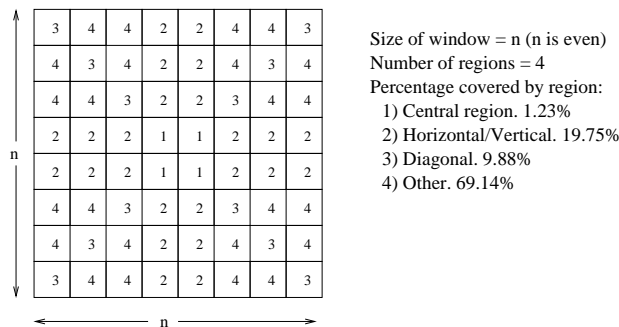 3 4 4 2 2 4 4 3
4 3 4 2 2 4 3 4
4 4 3 2 2 3 4 4
2 2 2 1 1 2 2 2
2 2 2 1 1 2 2 2
4 4 3 2 2 3 4 4
4 3 4 2 2 4 3 4
3 4 4 2 2 4 4 3
n
n
Size of window = n (n is even)
Number of regions = 4
Percentage covered by region:
1) Central region. 1.23%
2) Horizontal/Vertical. 19.75%
3) Diagonal. 9.88%
4) Other. 69.14%